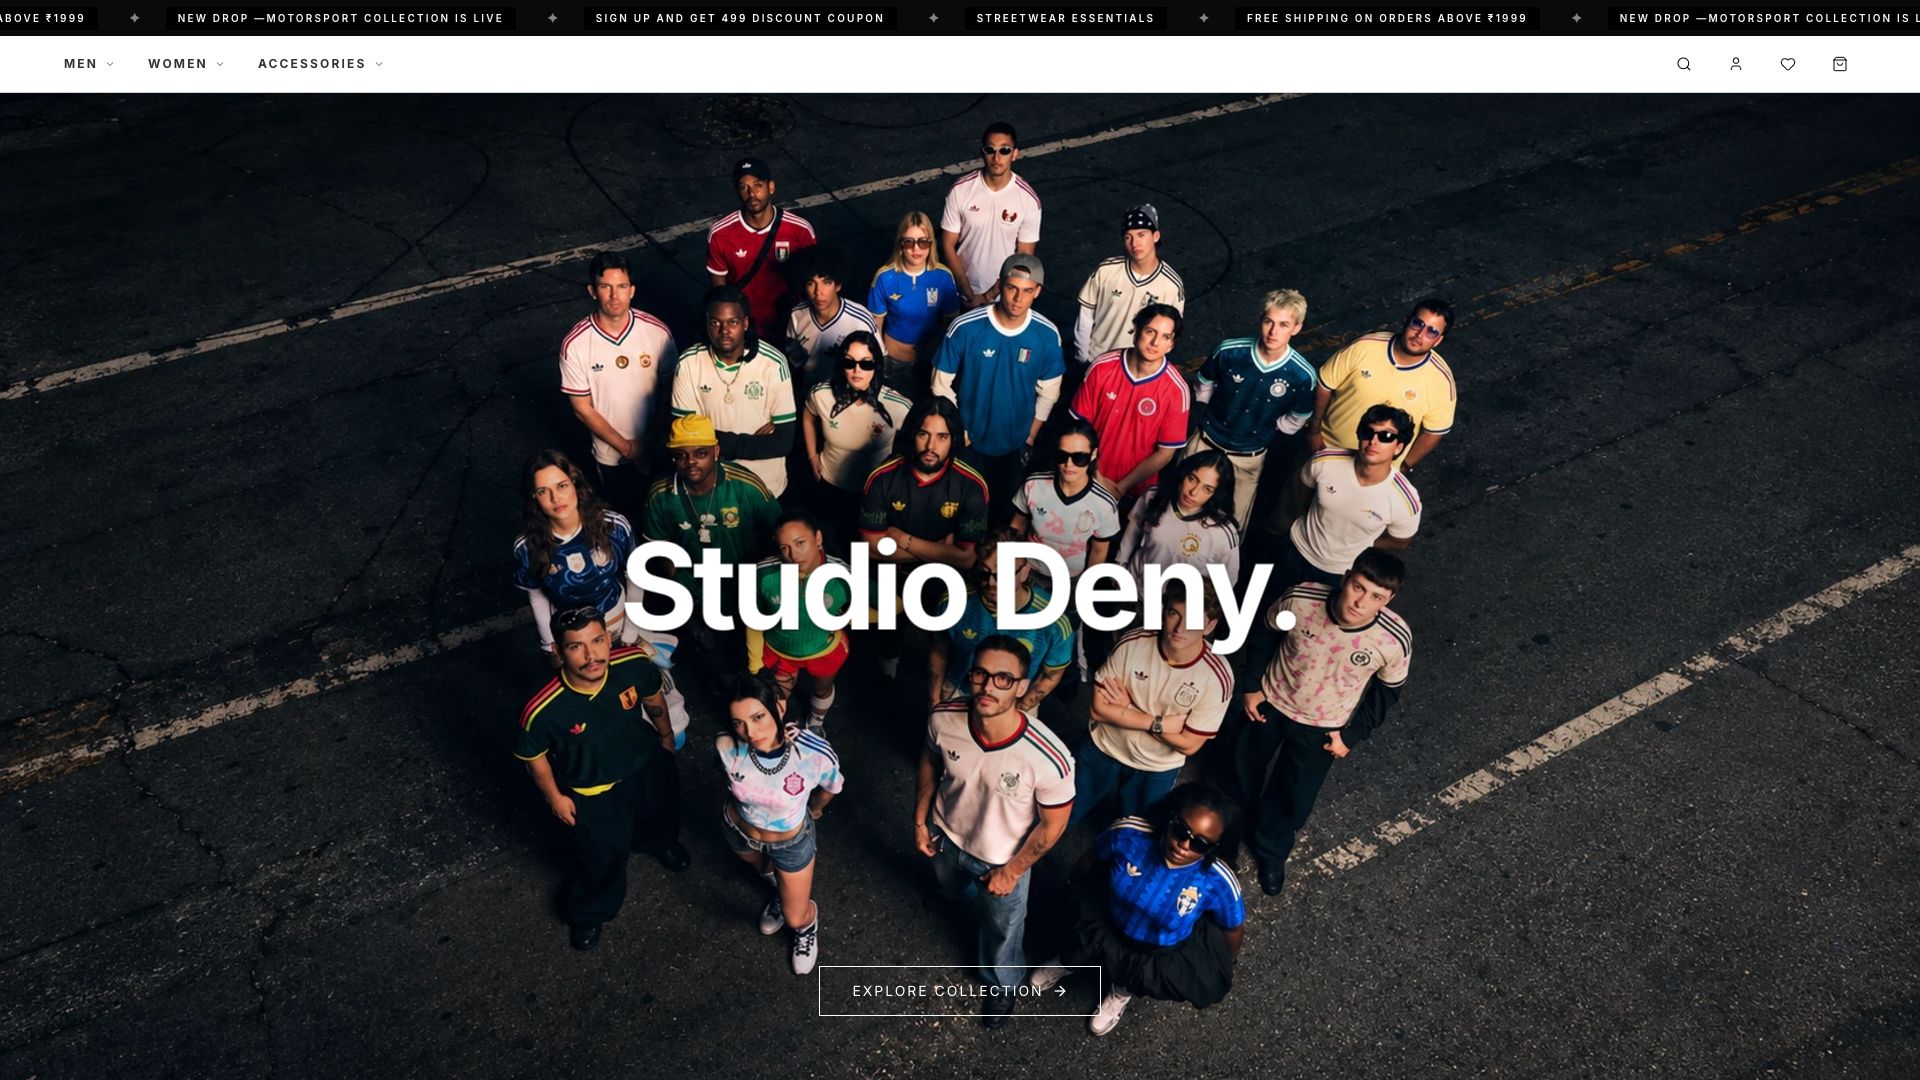 ABOVE ₹1999 ✦ NEW DROP —MOTORSPORT COLLECTION IS LIVE ✦ SIGN UP AND GET 499 DISCOUNT COUPON ✦ STREETWEAR ESSENTIALS ✦ FREE SHIPPING ON ORDERS ABOVE ₹1999 ✦ NEW DROP —MOTORSPORT COLLECTION IS L
MEN WOMEN ACCESSORIES
Studio Deny.
EXPLORE COLLECTION →